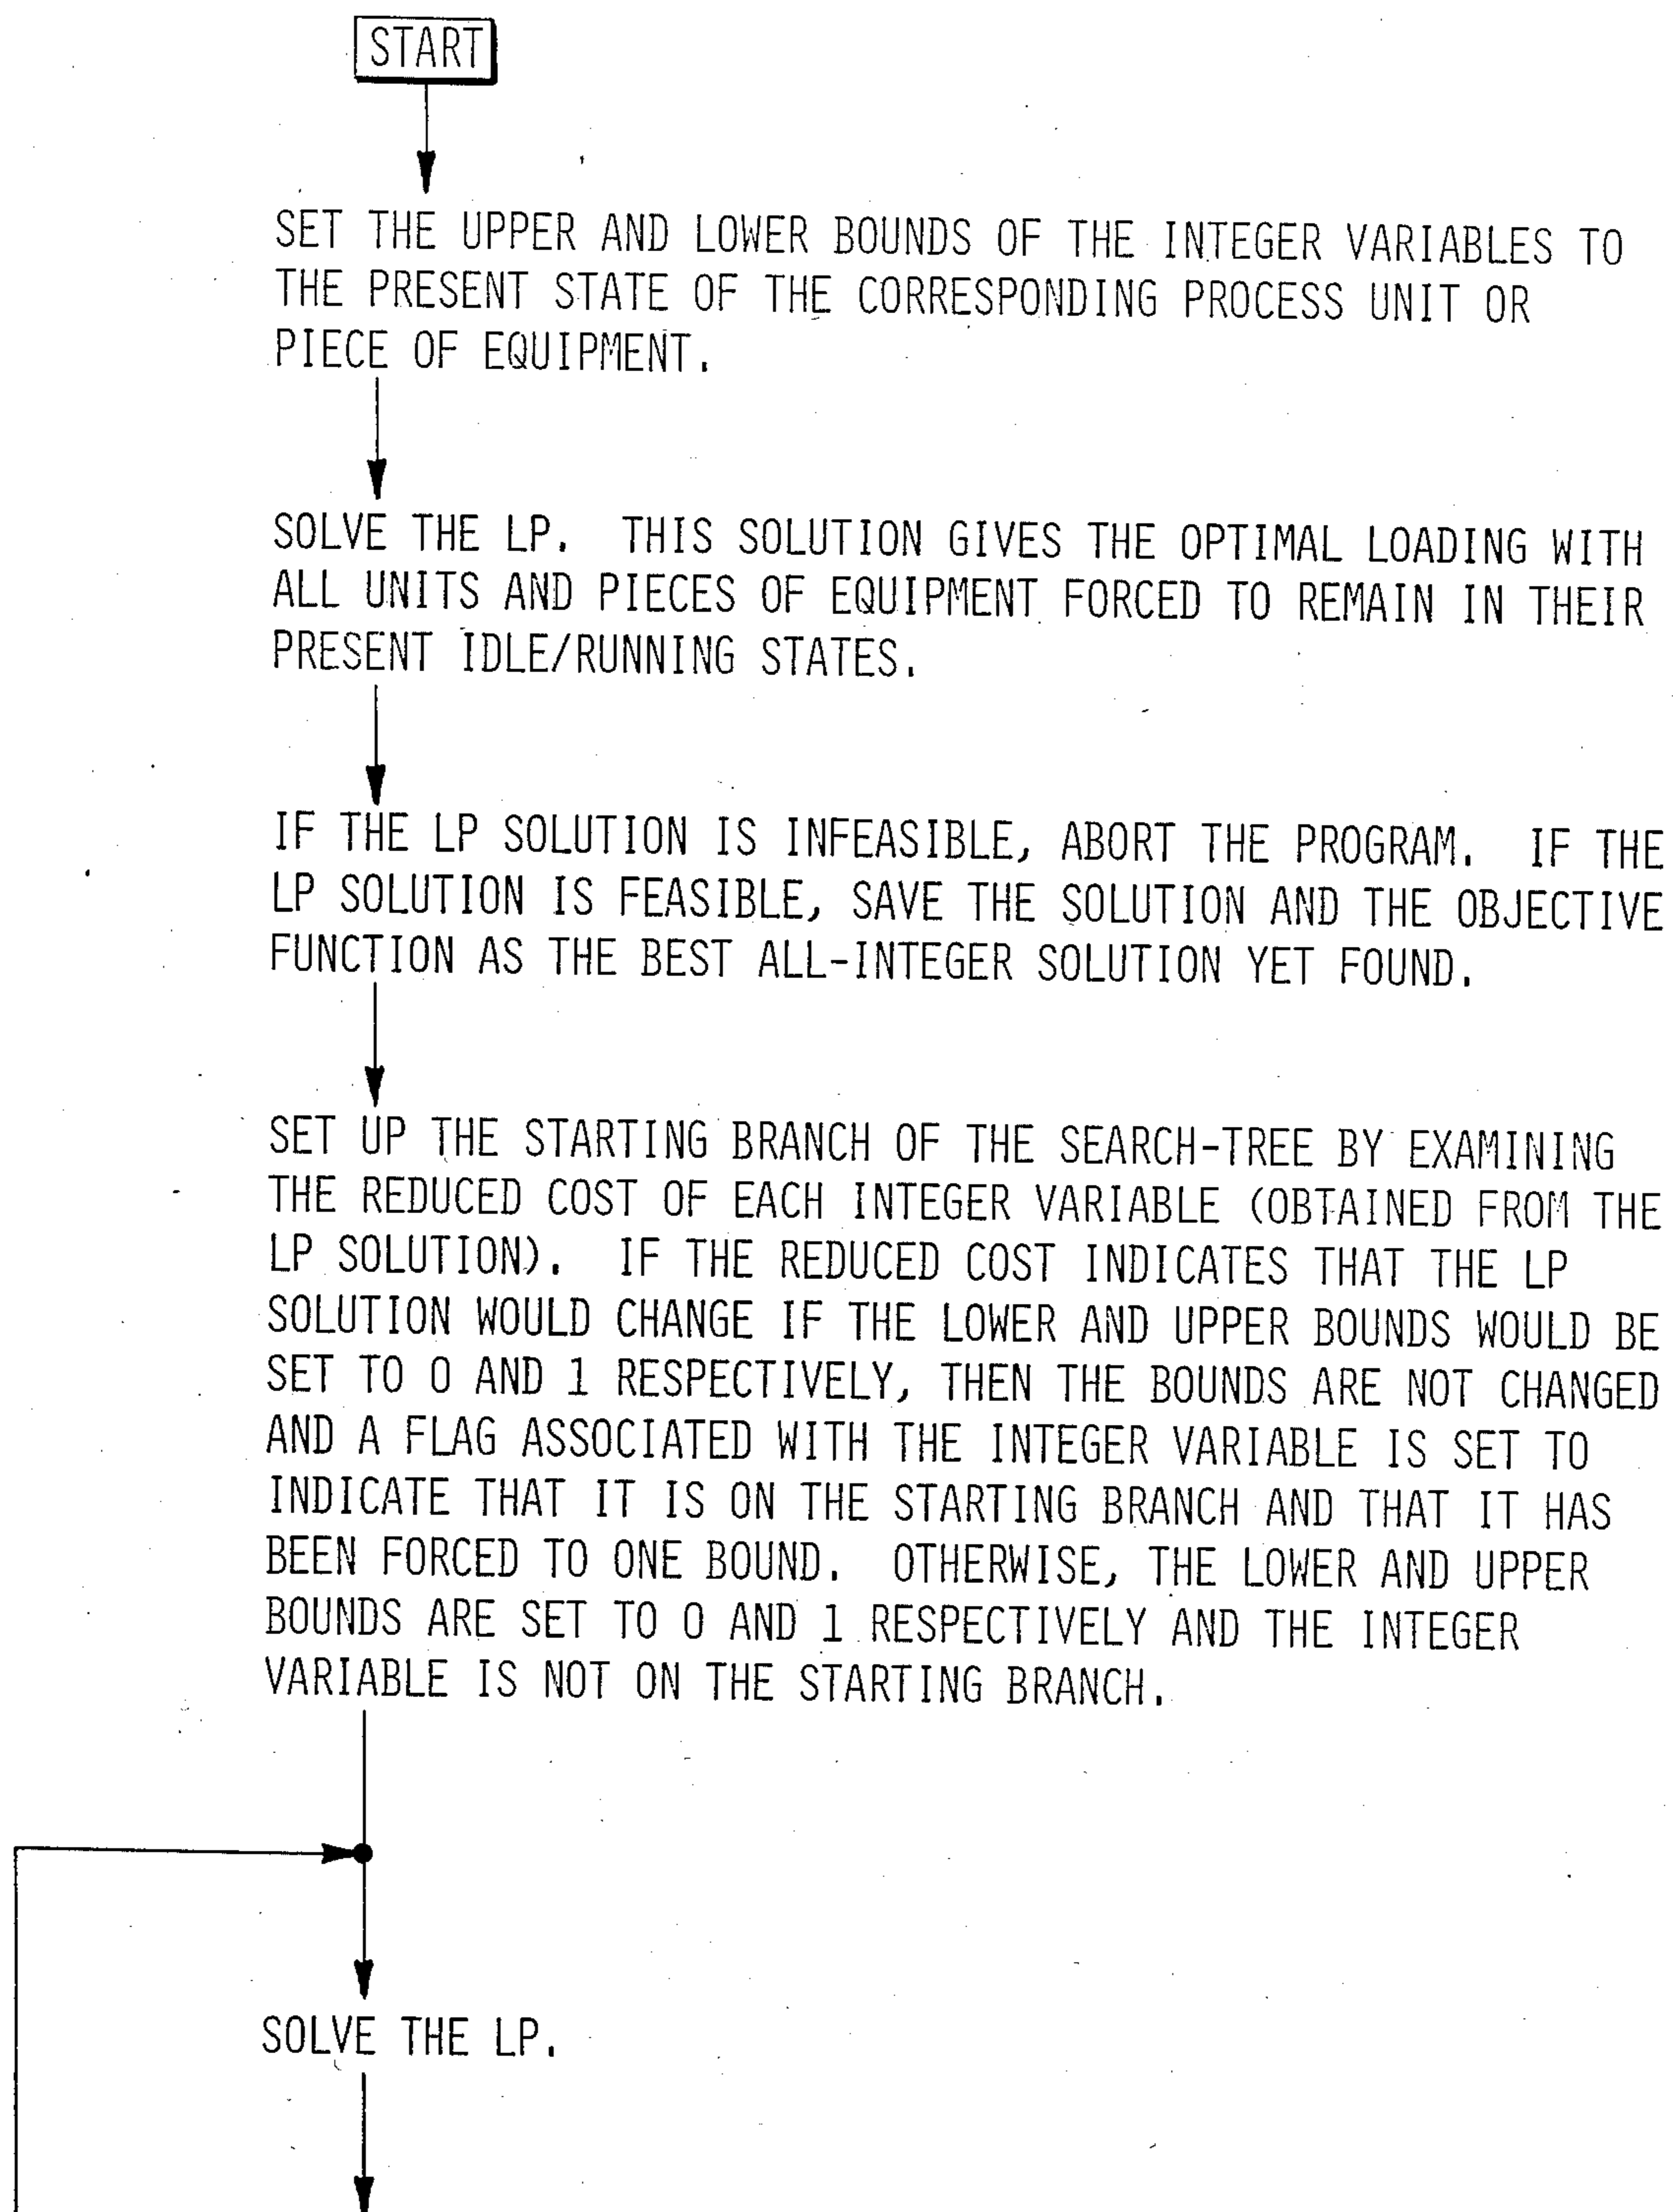 START
SET THE UPPER AND LOWER BOUNDS OF THE INTEGER VARIABLES TO
THE PRESENT STATE OF THE CORRESPONDING PROCESS UNIT OR
PIECE OF EQUIPMENT.
SOLVE THE LP. THIS SOLUTION GIVES THE OPTIMAL LOADING WITH
ALL UNITS AND PIECES OF EQUIPMENT FORCED TO REMAIN IN THEIR
PRESENT IDLE/RUNNING STATES.
IF THE LP SOLUTION IS INFEASIBLE, ABORT THE PROGRAM. IF THE
LP SOLUTION IS FEASIBLE, SAVE THE SOLUTION AND THE OBJECTIVE
FUNCTION AS THE BEST ALL-INTEGER SOLUTION YET FOUND.
SET UP THE STARTING BRANCH OF THE SEARCH-TREE BY EXAMINING
THE REDUCED COST OF EACH INTEGER VARIABLE (OBTAINED FROM THE
LP SOLUTION). IF THE REDUCED COST INDICATES THAT THE LP
SOLUTION WOULD CHANGE IF THE LOWER AND UPPER BOUNDS WOULD BE
SET TO 0 AND 1 RESPECTIVELY, THEN THE BOUNDS ARE NOT CHANGED
AND A FLAG ASSOCIATED WITH THE INTEGER VARIABLE IS SET TO
INDICATE THAT IT IS ON THE STARTING BRANCH AND THAT IT HAS
BEEN FORCED TO ONE BOUND. OTHERWISE, THE LOWER AND UPPER
BOUNDS ARE SET TO 0 AND 1 RESPECTIVELY AND THE INTEGER
VARIABLE IS NOT ON THE STARTING BRANCH.
SOLVE THE LP.